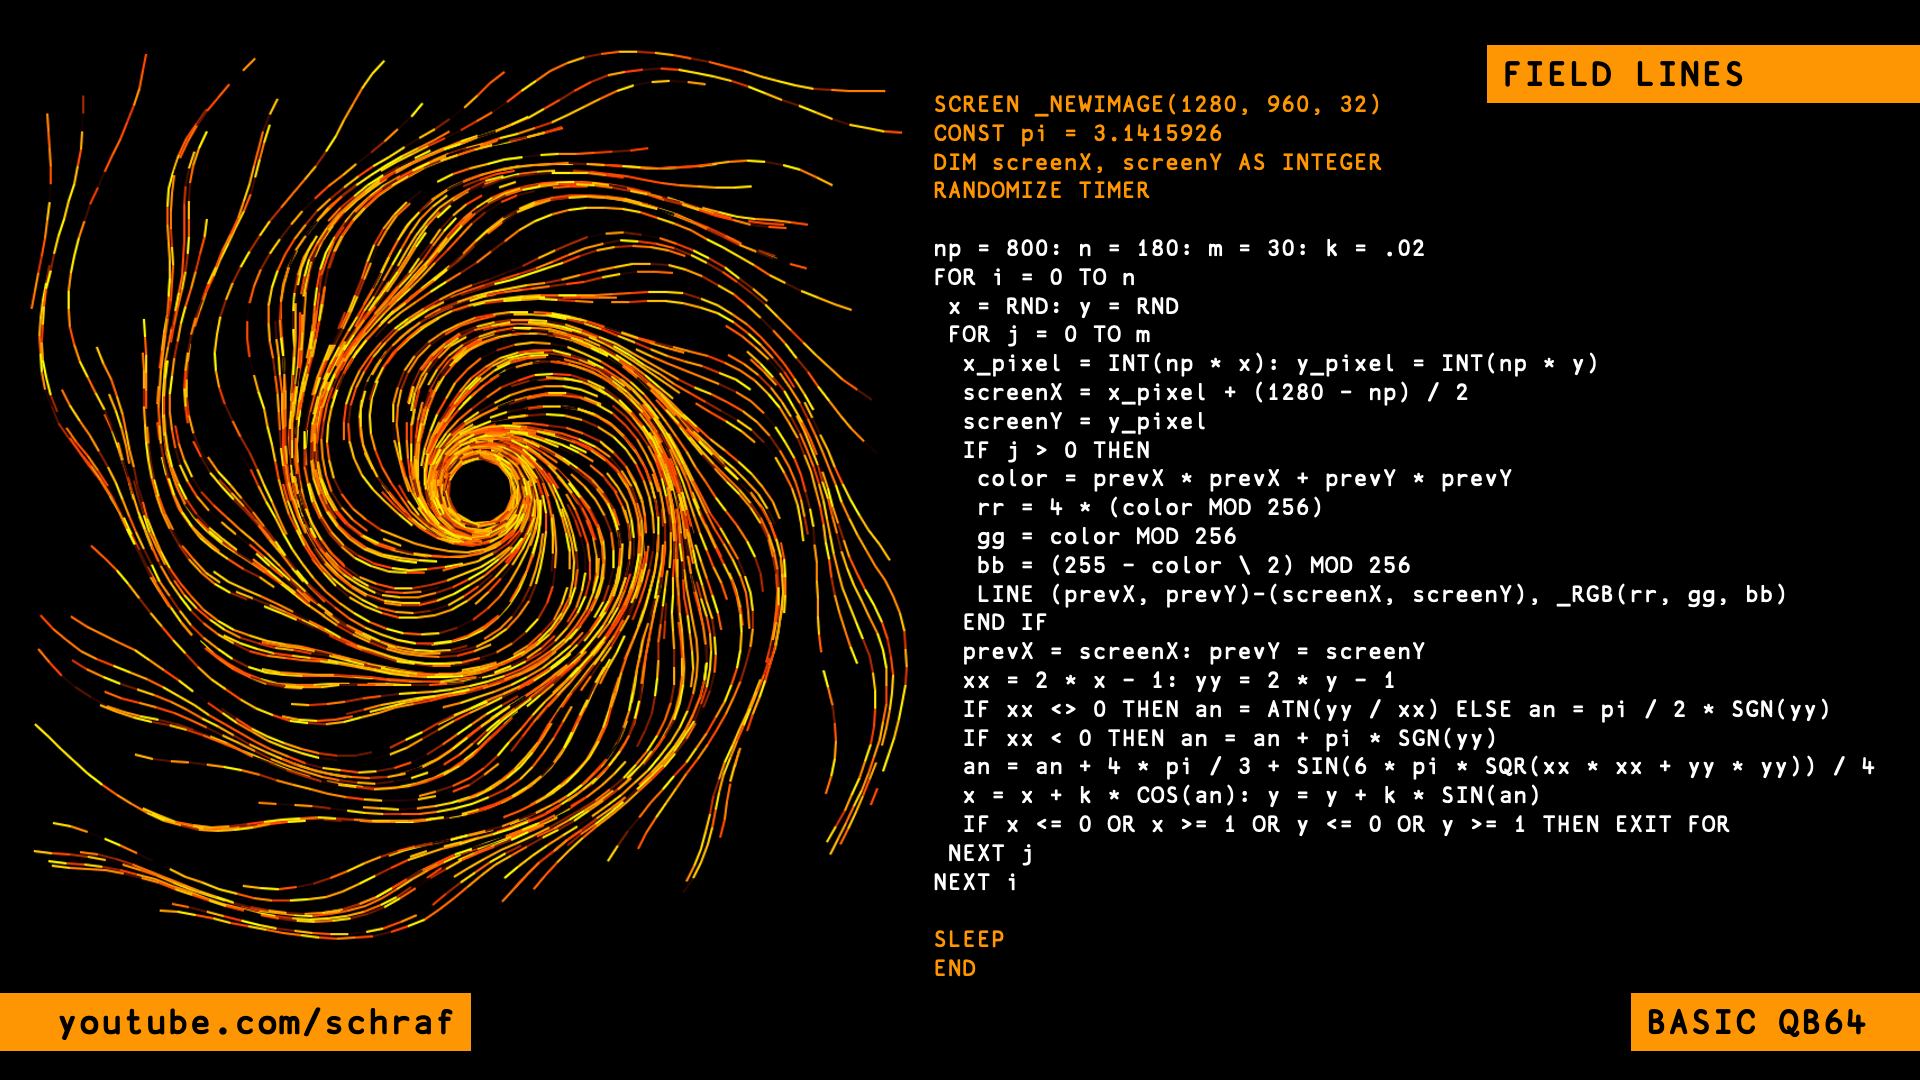 FIELD LINES
SCREEN _NEWIMAGE(1280, 960, 32)
CONST pi = 3.1415926
DIM screenX, screenY AS INTEGER
RANDOMIZE TIMER

np = 800: n = 180: m = 30: k = .02
FOR i = 0 TO n
 x = RND: y = RND
 FOR j = 0 TO m
  x_pixel = INT(np * x): y_pixel = INT(np * y)
  screenX = x_pixel + (1280 - np) / 2
  screenY = y_pixel
  IF j > 0 THEN
   color = prevX * prevX + prevY * prevY
   rr = 4 * (color MOD 256)
   gg = color MOD 256
   bb = (255 - color \ 2) MOD 256
   LINE (prevX, prevY)-(screenX, screenY), _RGB(rr, gg, bb)
  END IF
  prevX = screenX: prevY = screenY
  xx = 2 * x - 1: yy = 2 * y - 1
  IF xx <> 0 THEN an = ATN(yy / xx) ELSE an = pi / 2 * SGN(yy)
  IF xx < 0 THEN an = an + pi * SGN(yy)
  an = an + 4 * pi / 3 + SIN(6 * pi * SQR(xx * xx + yy * yy)) / 4
  x = x + k * COS(an): y = y + k * SIN(an)
  IF x <= 0 OR x >= 1 OR y <= 0 OR y >= 1 THEN EXIT FOR
 NEXT j
NEXT i

SLEEP
END
youtube.com/schraf
BASIC QB64